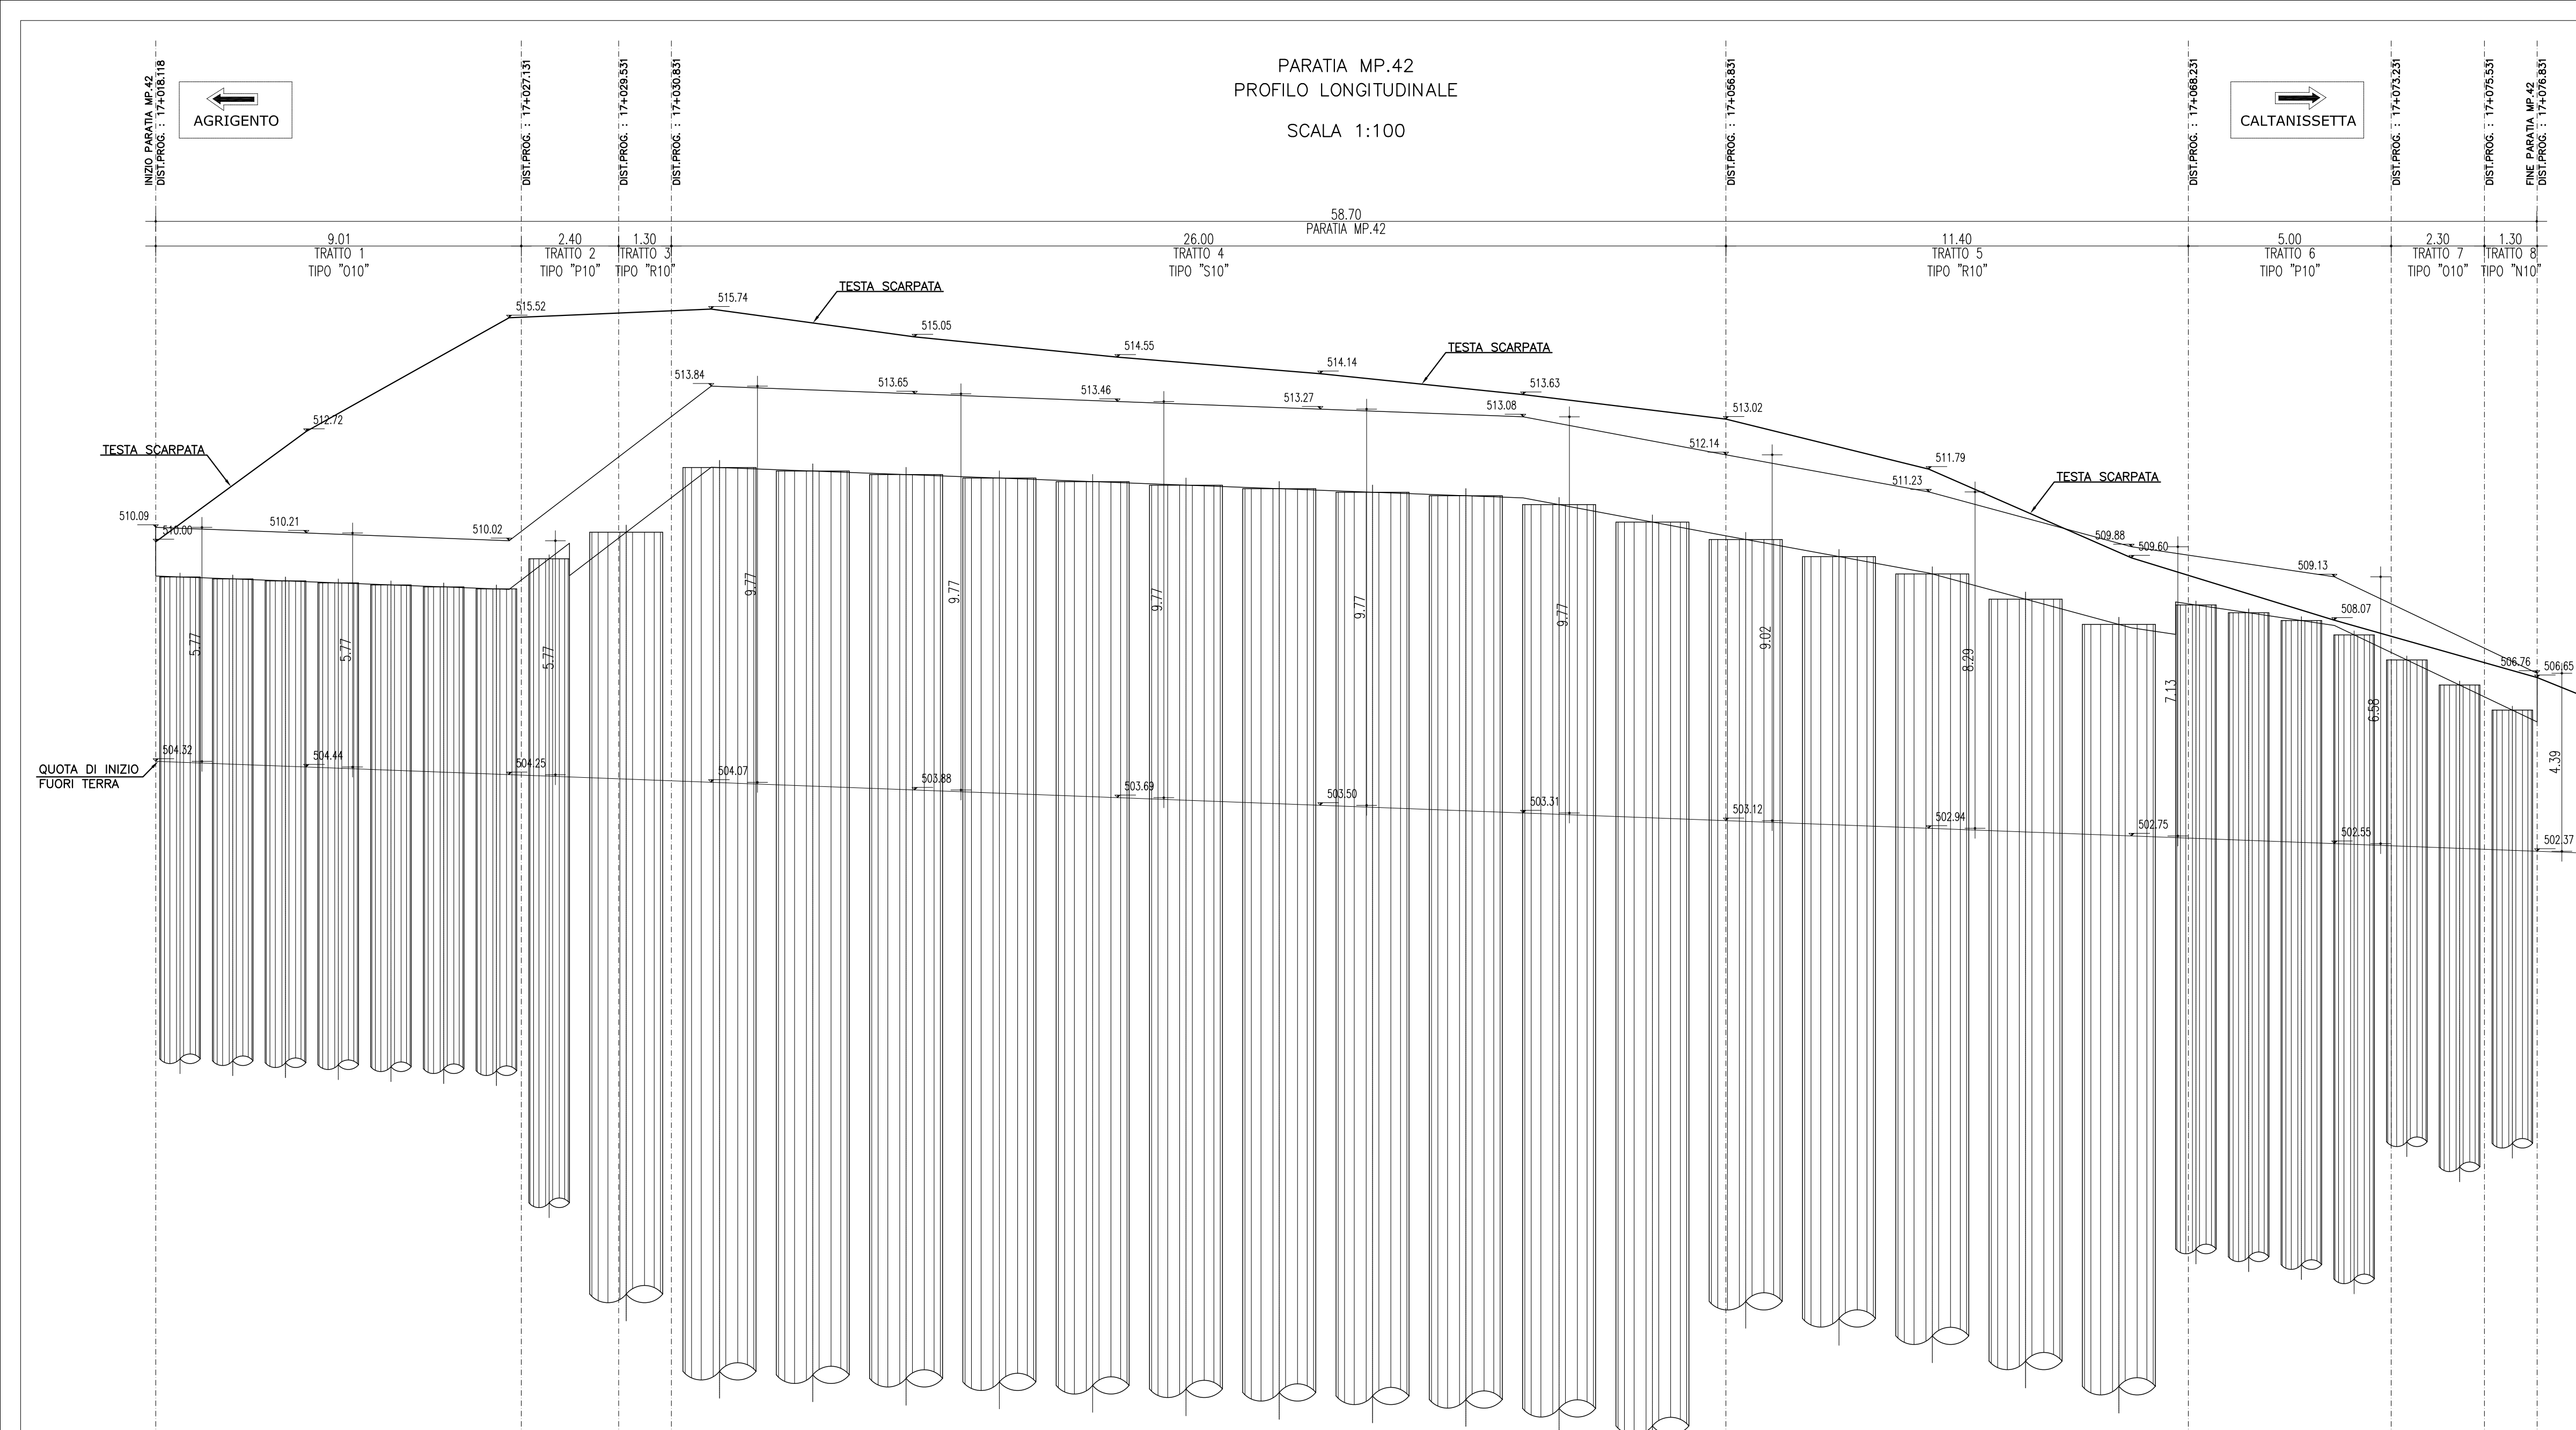 PARATIA MP.42
PROFILO LONGITUDINALE
SCALA 1:100
AGRIGENTO
CALTANISSETTA
INIZIO PARATIA MP.42
DIST.PROG. : 17+018.118
DIST.PROG. : 17+027.131
DIST.PROG. : 17+029.531
DIST.PROG. : 17+030.831
DIST.PROG. : 17+056.831
DIST.PROG. : 17+068.231
DIST.PROG. : 17+073.231
DIST.PROG. : 17+075.531
FINE PARATIA MP.42
DIST.PROG. : 17+076.831
58.70
PARATIA MP.42
9.01
TRATTO 1
TIPO "O10"
2.40
TRATTO 2
TIPO "P10"
1.30
TRATTO 3
TIPO "R10"
26.00
TRATTO 4
TIPO "S10"
11.40
TRATTO 5
TIPO "R10"
5.00
TRATTO 6
TIPO "P10"
2.30
TRATTO 7
TIPO "O10"
1.30
TRATTO 8
TIPO "N10"
TESTA SCARPATA
TESTA SCARPATA
TESTA SCARPATA
TESTA SCARPATA
510.00
512.72
515.52
515.74
515.05
514.55
514.14
513.63
513.02
511.79
509.60
508.07
506.65
510.09
510.21
510.02
513.84
513.65
513.46
513.27
513.08
512.14
511.23
509.88
509.13
506.76
5.77
5.77
5.77
9.77
9.77
9.77
9.77
9.77
9.02
8.29
7.13
6.58
4.39
QUOTA DI INIZIO
FUORI TERRA
504.32
504.44
504.25
504.07
503.88
503.69
503.50
503.31
503.12
502.94
502.75
502.55
502.37